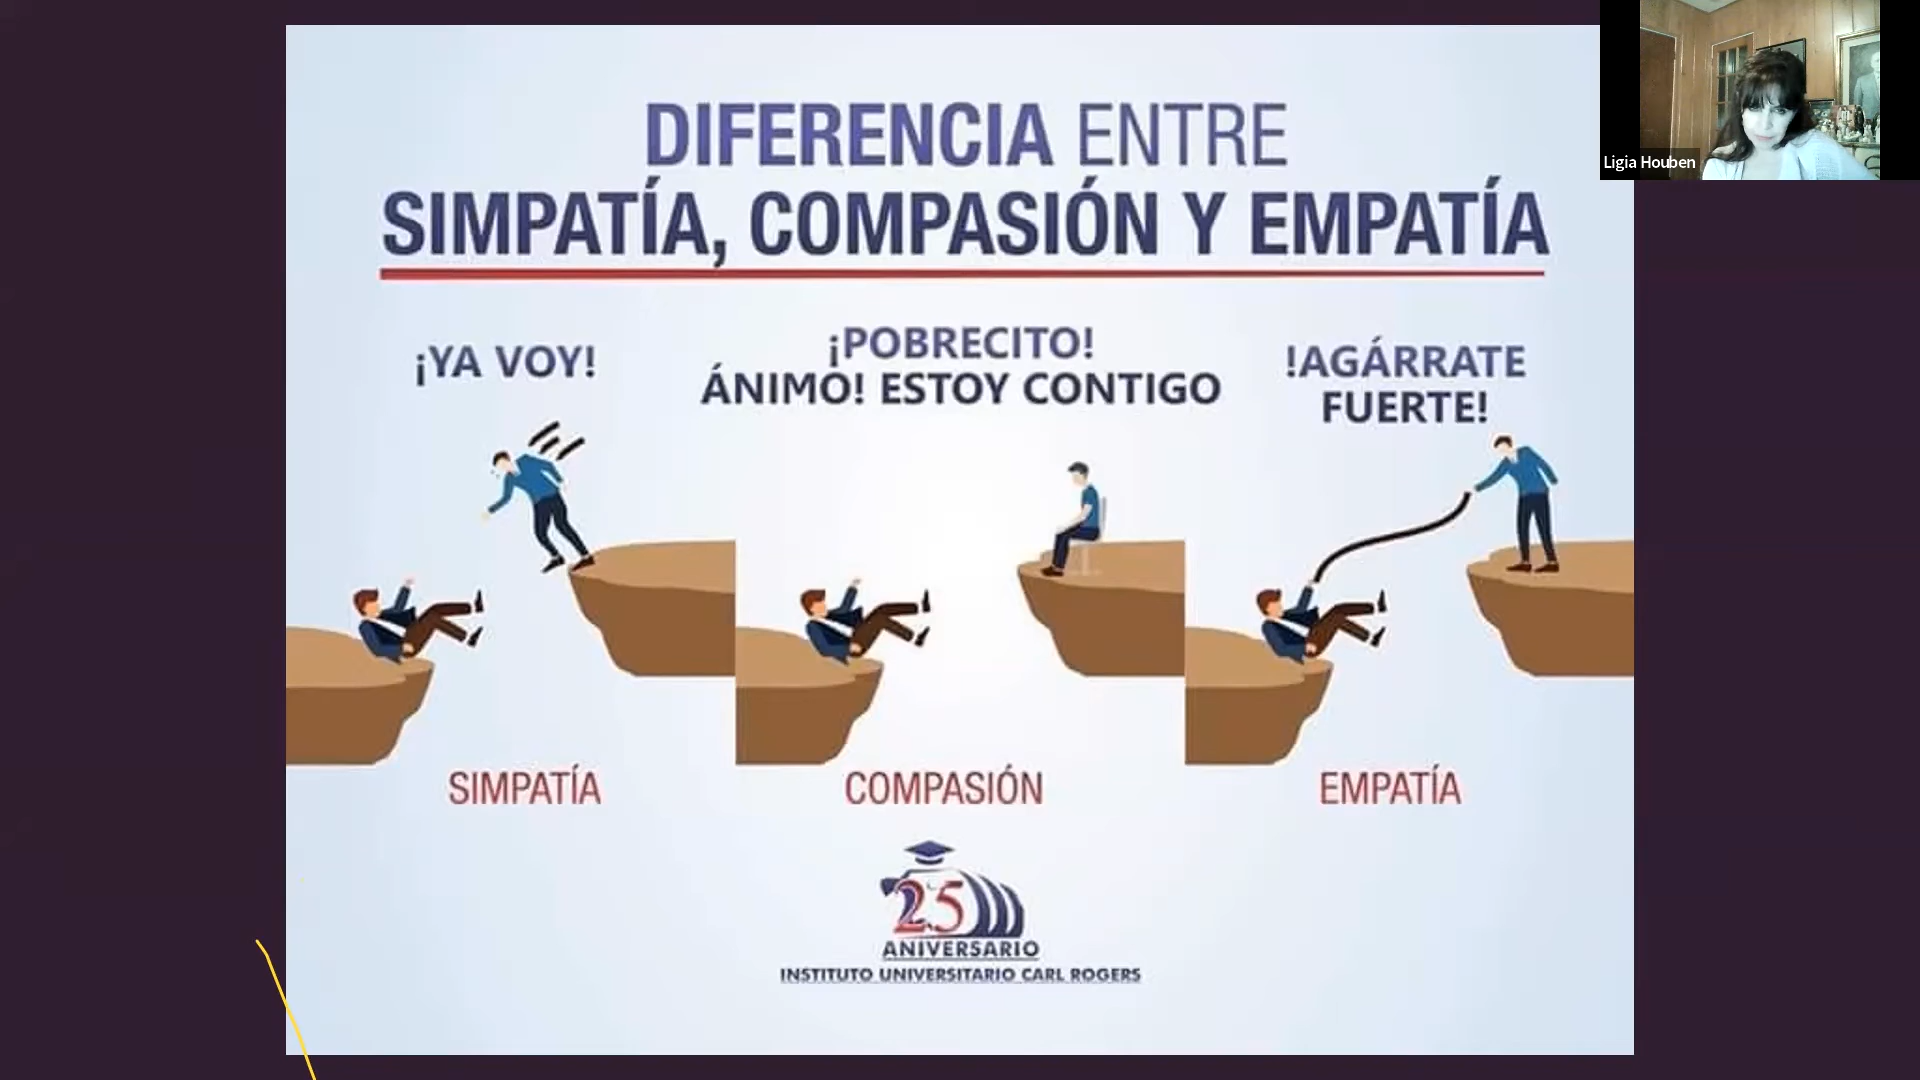 DIFERENCIA ENTRE
SIMPATÍA, COMPASIÓN Y EMPATÍA
¡YA VOY!
¡POBRECITO!
ÁNIMO! ESTOY CONTIGO
!AGÁRRATE
FUERTE!
SIMPATÍA
COMPASIÓN
EMPATÍA
25
ANIVERSARIO
INSTITUTO UNIVERSITARIO CARL ROGERS
Ligia Houben